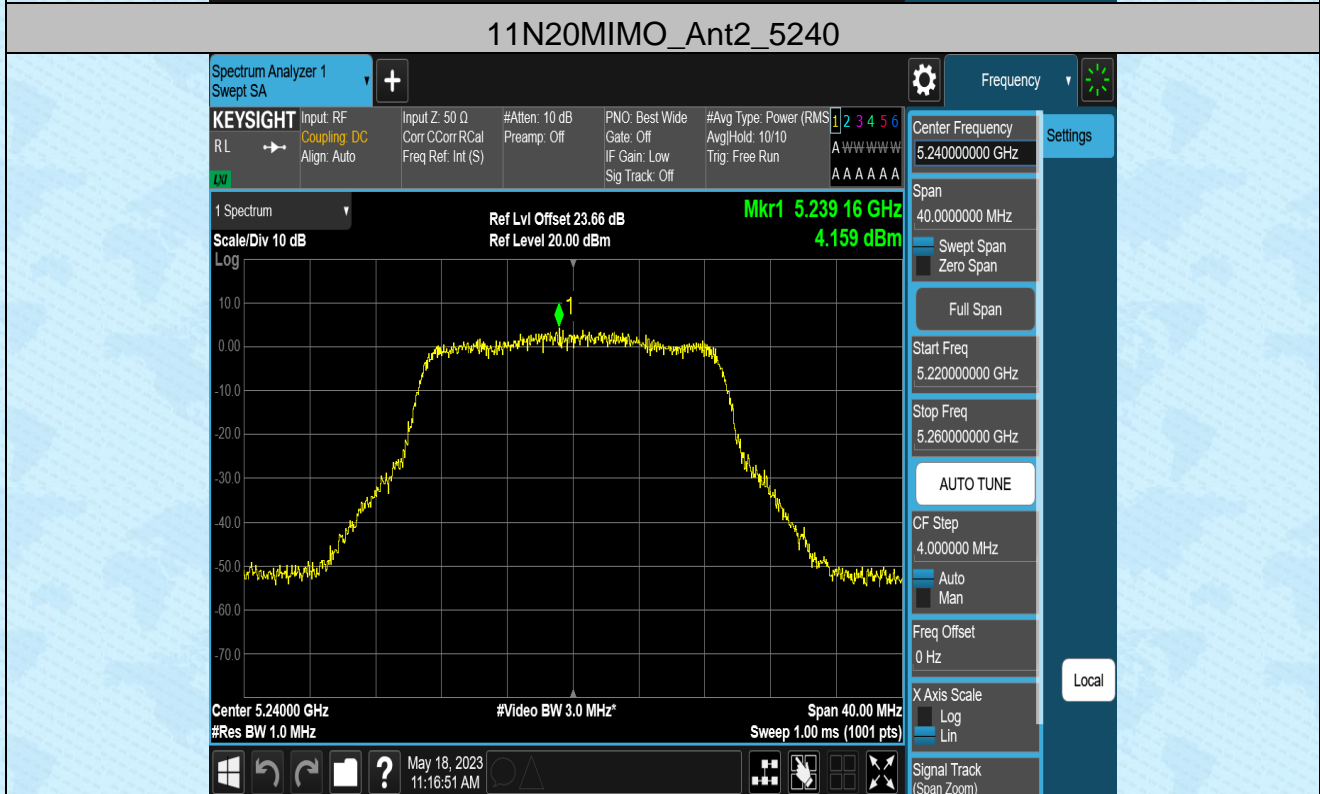 11N20MIMO_Ant2_5240
Spectrum Analyzer 1
Swept SA
Frequency
KEYSIGHT
R L
LXI
Input: RF
Coupling: DC
Align: Auto
Input Z: 50 Ω
Corr CCorr RCal
Freq Ref: Int (S)
#Atten: 10 dB
Preamp: Off
PNO: Best Wide
Gate: Off
IF Gain: Low
Sig Track: Off
#Avg Type: Power (RMS
Avg|Hold: 10/10
Trig: Free Run
1 2 3 4 5 6
A W W W W W
A A A A A A
1 Spectrum
Scale/Div 10 dB
Log
Ref Lvl Offset 23.66 dB
Ref Level 20.00 dBm
Mkr1 5.239 16 GHz
4.159 dBm
1
10.0
0.00
-10.0
-20.0
-30.0
-40.0
-50.0
-60.0
-70.0
Center 5.24000 GHz
#Res BW 1.0 MHz
#Video BW 3.0 MHz*
Span 40.00 MHz
Sweep 1.00 ms (1001 pts)
?
May 18, 2023
11:16:51 AM
Center Frequency
5.240000000 GHz
Settings
Span
40.0000000 MHz
Swept Span
Zero Span
Full Span
Start Freq
5.220000000 GHz
Stop Freq
5.260000000 GHz
AUTO TUNE
CF Step
4.000000 MHz
Auto
Man
Freq Offset
0 Hz
X Axis Scale
Log
Lin
Local
Signal Track
(Span Zoom)